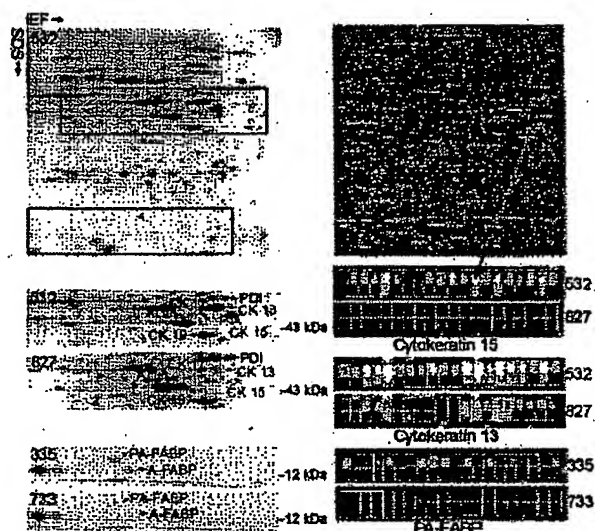 IEF →
SDS
532
PDI
CK 13
CK 15
-43 kDa
827
PDI
CK 13
CK 15
-43 kDa
335
PA-FABP
A-FABP
-12 kDa
733
PA-FABP
A-FABP
-12 kDa
532
827
Cytokeratin 15
532
827
Cytokeratin 13
335
733
PA-FABP